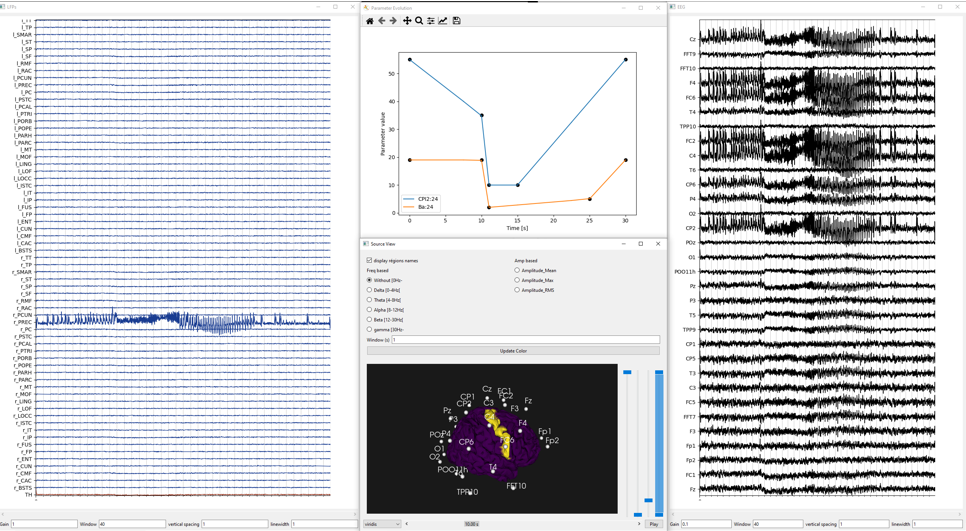 LFPs
l_TT
l_TP
l_SMAR
l_ST
l_SP
l_SF
l_RMF
l_RAC
l_PCUN
l_PREC
l_PC
l_PSTC
l_PCAL
l_PTRI
l_PORB
l_POPE
l_PARH
l_PARC
l_MT
l_MOF
l_LING
l_LOF
l_LOCC
l_ISTC
l_IT
l_IP
l_FUS
l_FP
l_ENT
l_CUN
l_CMF
l_CAC
l_BSTS
r_TT
r_TP
r_SMAR
r_ST
r_SP
r_SF
r_RMF
r_RAC
r_PCUN
r_PREC
r_PC
r_PSTC
r_PCAL
r_PTRI
r_PORB
r_POPE
r_PARH
r_PARC
r_MT
r_MOF
r_LING
r_LOF
r_LOCC
r_ISTC
r_IT
r_IP
r_FUS
r_FP
r_ENT
r_CUN
r_CMF
r_CAC
r_BSTS
TH
Gain 1 Window 40 vertical spacing 1 linewidth 1
Parameter Evolution
Parameter value
50
40
30
20
10
0
CPI2:24
Ba:24
0 5 10 15 20 25 30
Time [s]
Source View
display regions names
Freq based Amp based
Without [0Hz- Amplitude_Mean
Delta [0-4Hz[ Amplitude_Max
Theta [4-8Hz[ Amplitude_RMS
Alpha [8-12Hz[
Beta [12-30Hz[
gamma [30Hz-
Window (s) 1
Update Color
Cz
FC1
FC2
CP1
CP2
C3
F3
Fz
Pz
P3
F4
POz
P4
Fp1
Fp2
CP6
O1
O2
POO11h
T4
TPP10
FFT10
viridis
10.00 s
Play
EEG
Cz
FFT9
FFT10
F4
FC6
T4
TPP10
FC2
C4
T6
CP6
P4
O2
CP2
POz
O1
POO11h
Pz
P3
T5
TPP9
CP1
CP5
T3
C3
FC5
FFT7
F3
Fp1
Fp2
FC1
Fz
Gain 0.1 Window 40 vertical spacing 1 linewidth 1